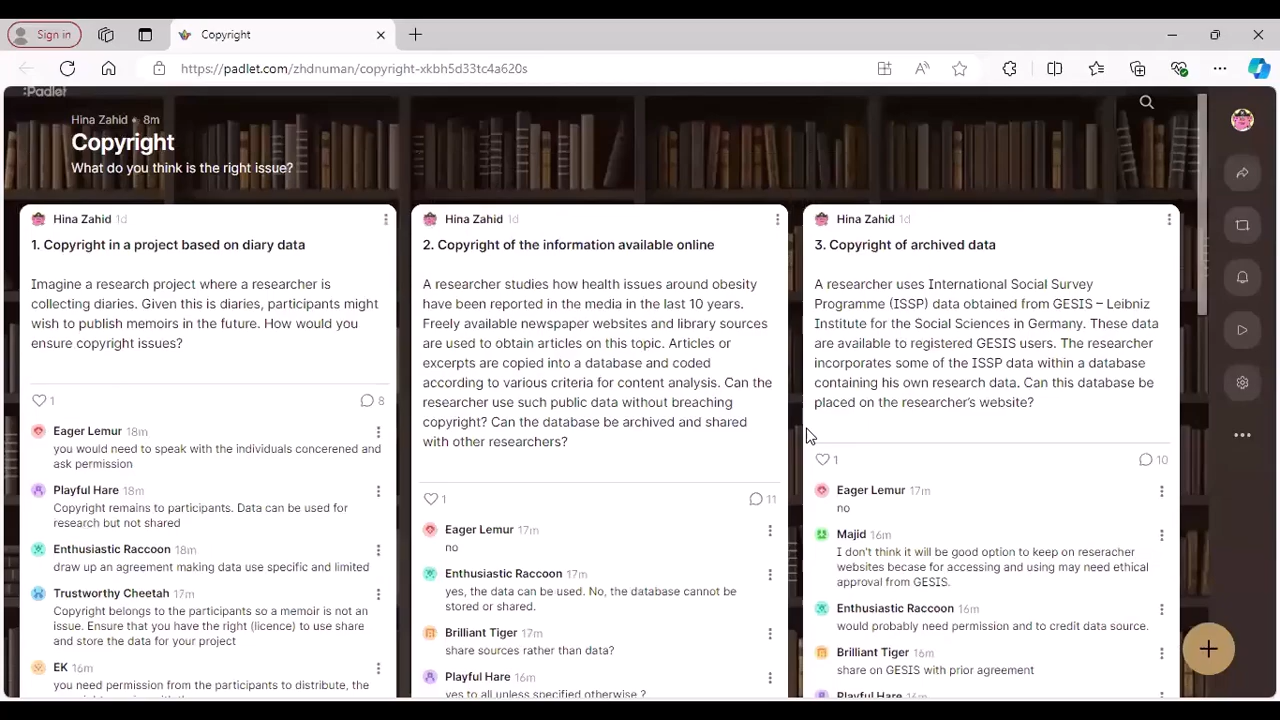 Sign in
Copyright
https://padlet.com/zhdnuman/copyright-xkbh5d33tc4a620s
:Padlet
Hina Zahid • 8m
Copyright
What do you think is the right issue?
Hina Zahid 1d
1. Copyright in a project based on diary data
Imagine a research project where a researcher is
collecting diaries. Given this is diaries, participants might
wish to publish memoirs in the future. How would you
ensure copyright issues?
1
8
Eager Lemur 18m
you would need to speak with the individuals concerened and
ask permission
Playful Hare 18m
Copyright remains to participants. Data can be used for
research but not shared
Enthusiastic Raccoon 18m
draw up an agreement making data use specific and limited
Trustworthy Cheetah 17m
Copyright belongs to the participants so a memoir is not an
issue. Ensure that you have the right (licence) to use share
and store the data for your project
EK 16m
you need permission from the participants to distribute, the
Hina Zahid 1d
2. Copyright of the information available online
A researcher studies how health issues around obesity
have been reported in the media in the last 10 years.
Freely available newspaper websites and library sources
are used to obtain articles on this topic. Articles or
excerpts are copied into a database and coded
according to various criteria for content analysis. Can the
researcher use such public data without breaching
copyright? Can the database be archived and shared
with other researchers?
1
11
Eager Lemur 17m
no
Enthusiastic Raccoon 17m
yes, the data can be used. No, the database cannot be
stored or shared.
Brilliant Tiger 17m
share sources rather than data?
Playful Hare 16m
yes to all unless specified otherwise ?
Hina Zahid 1d
3. Copyright of archived data
A researcher uses International Social Survey
Programme (ISSP) data obtained from GESIS – Leibniz
Institute for the Social Sciences in Germany. These data
are available to registered GESIS users. The researcher
incorporates some of the ISSP data within a database
containing his own research data. Can this database be
placed on the researcher's website?
1
10
Eager Lemur 17m
no
Majid 16m
I don't think it will be good option to keep on reseracher
websites becase for accessing and using may need ethical
approval from GESIS.
Enthusiastic Raccoon 16m
would probably need permission and to credit data source.
Brilliant Tiger 16m
share on GESIS with prior agreement
Playful Hare 16m